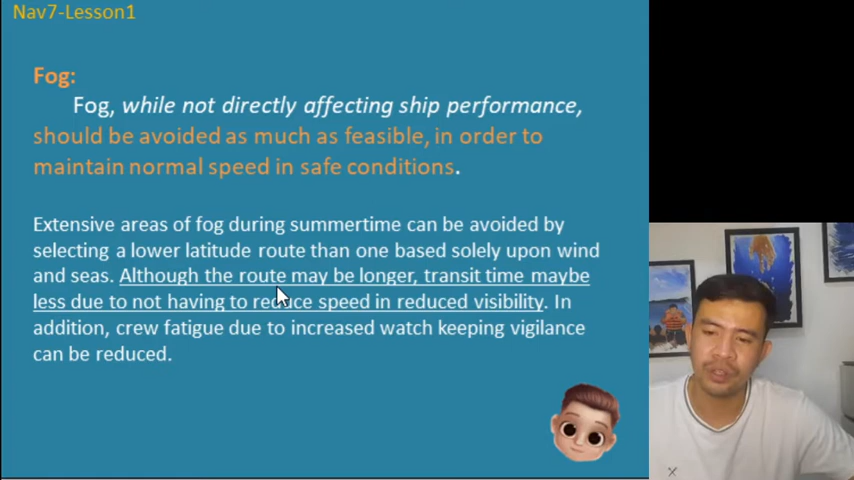 Nav7-Lesson1
Fog:
Fog, while not directly affecting ship performance,
should be avoided as much as feasible, in order to
maintain normal speed in safe conditions.
Extensive areas of fog during summertime can be avoided by
selecting a lower latitude route than one based solely upon wind
and seas. Although the route may be longer, transit time maybe
less due to not having to reduce speed in reduced visibility. In
addition, crew fatigue due to increased watch keeping vigilance
can be reduced.